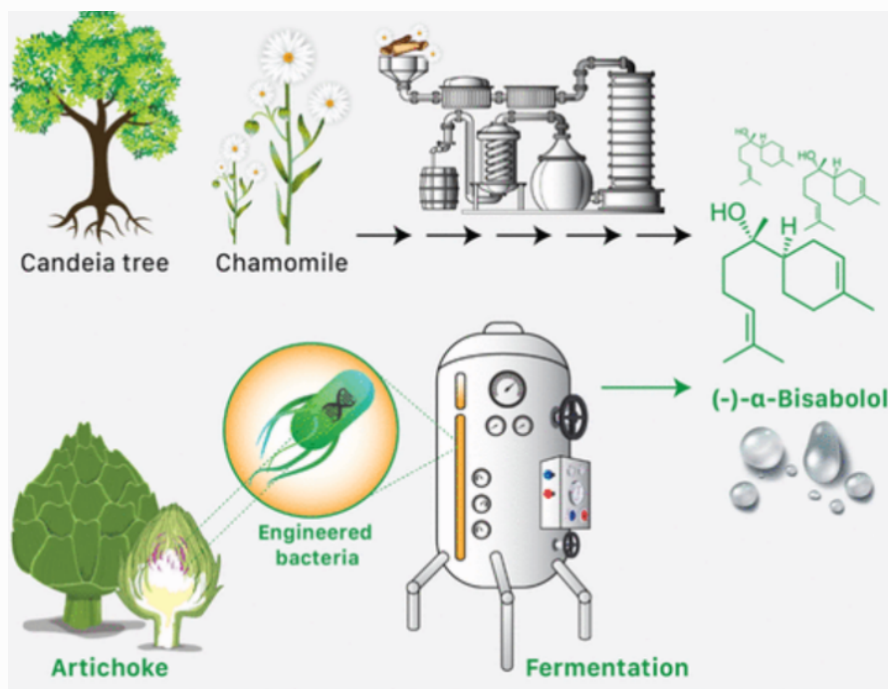 Candeia tree
Chamomile
HO
H
HO
H
HO
H
(-)-α-Bisabolol
Engineered
bacteria
Artichoke
Fermentation